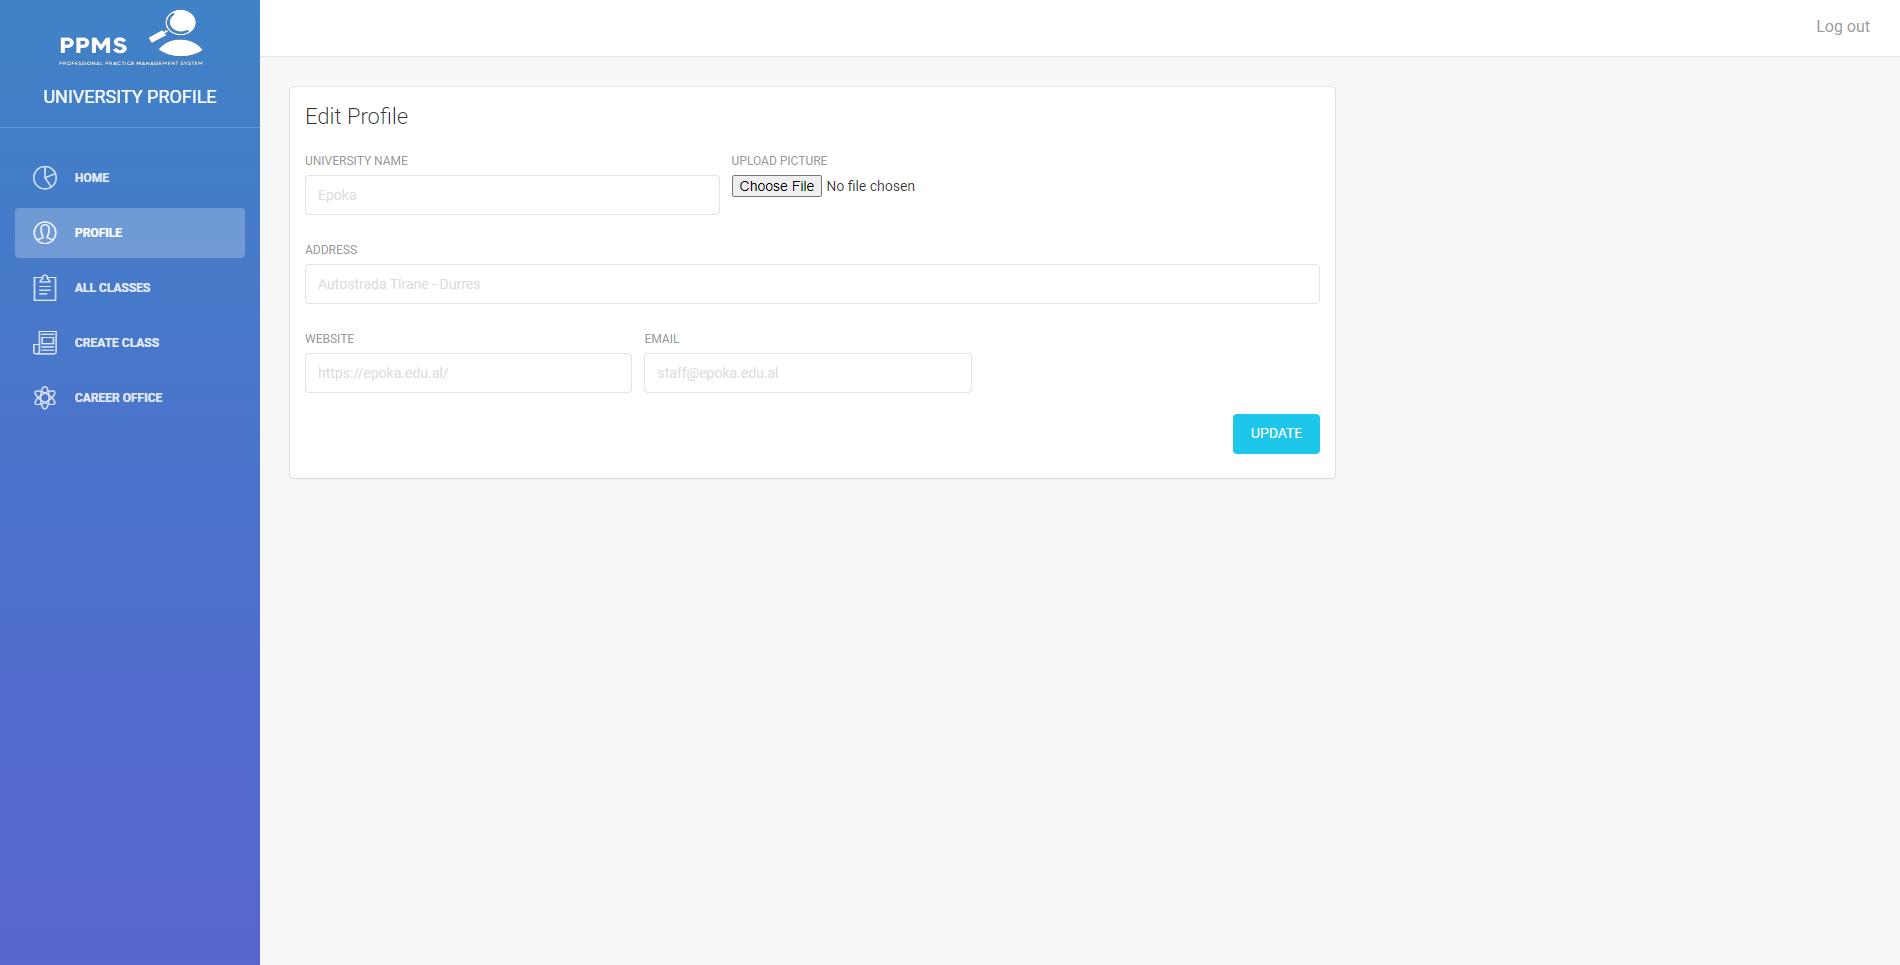 PPMS
PROFESSIONAL PRACTICE MANAGEMENT SYSTEM
UNIVERSITY PROFILE
HOME
PROFILE
ALL CLASSES
CREATE CLASS
CAREER OFFICE
Log out
Edit Profile
UNIVERSITY NAME
Epoka
UPLOAD PICTURE
Choose File No file chosen
ADDRESS
Autostrada Tirane - Durres
WEBSITE
https://epoka.edu.al/
EMAIL
staff@epoka.edu.al
UPDATE